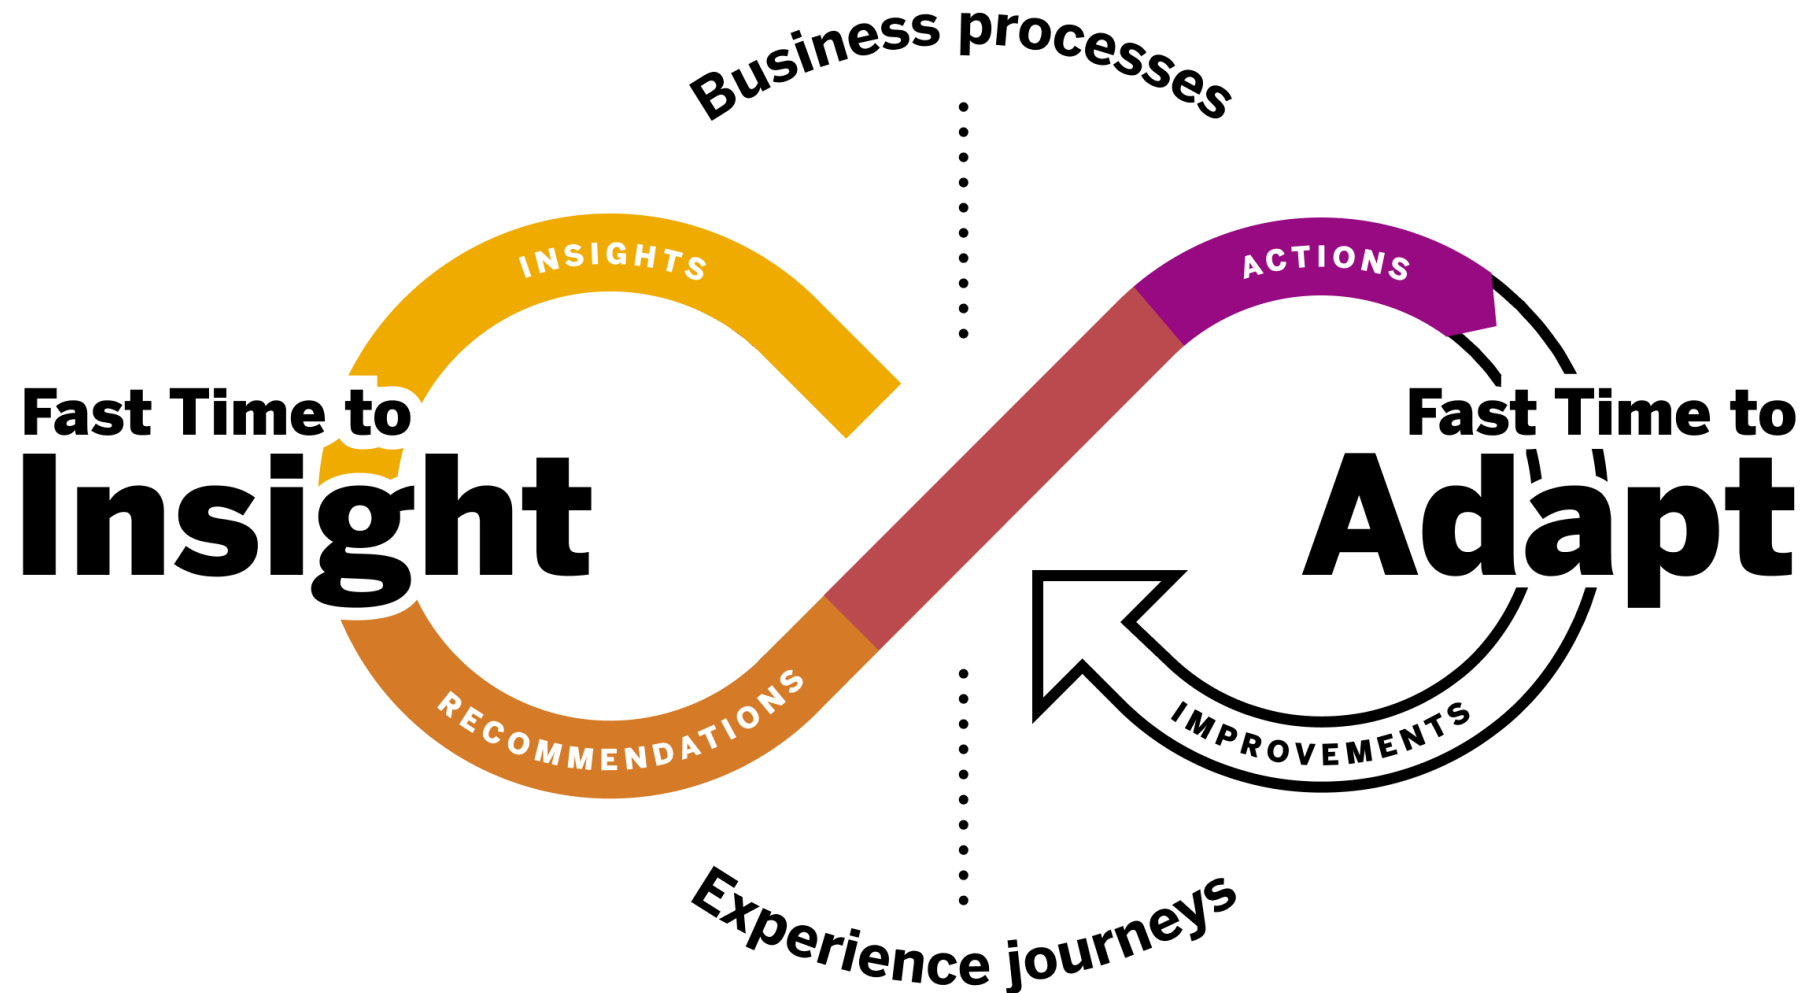 Business processes
INSIGHTS
ACTIONS
Fast Time to
Insight
Fast Time to
Adapt
RECOMMENDATIONS
IMPROVEMENTS
Experience journeys